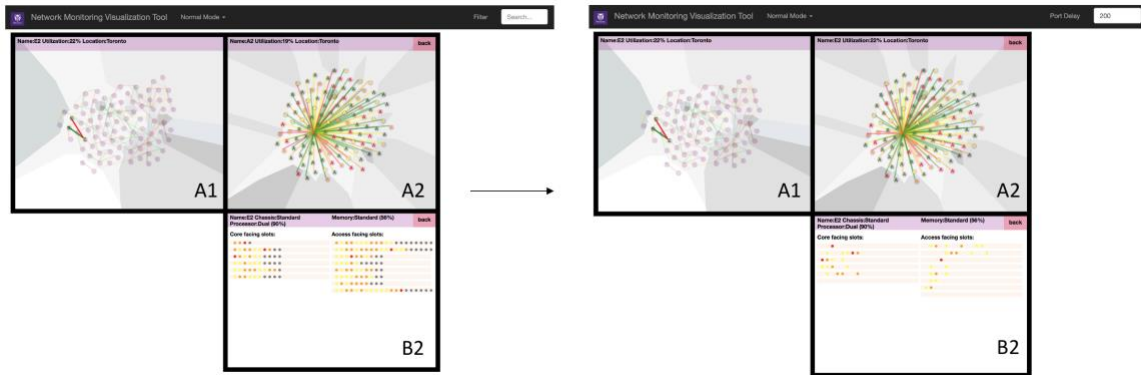 Network Monitoring Visualization Tool Normal Mode Filter Search...
Name:E2 Utilization:22% Location:Toronto
A1
Name:A2 Utilization:19% Location:Toronto back
A2
Name:E2 Chassis:Standard Memory:Standard (56%) back
Processor:Dual (90%)
Core facing slots: Access facing slots:
B2
Network Monitoring Visualization Tool Normal Mode Port Delay 200
Name:E2 Utilization:22% Location:Toronto
A1
Name:E2 Utilization:22% Location:Toronto back
A2
Name:E2 Chassis:Standard Memory:Standard (56%) back
Processor:Dual (90%)
Core facing slots: Access facing slots:
B2